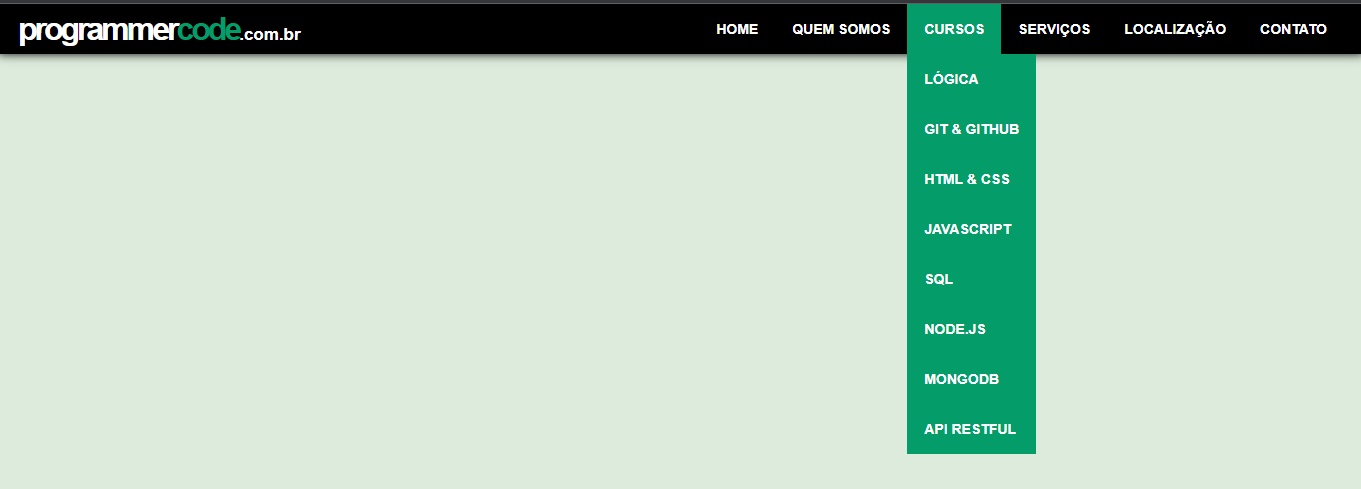 programmercode.com.br HOME QUEM SOMOS CURSOS SERVIÇOS LOCALIZAÇÃO CONTATO
LÓGICA
GIT & GITHUB
HTML & CSS
JAVASCRIPT
SQL
NODE.JS
MONGODB
API RESTFUL